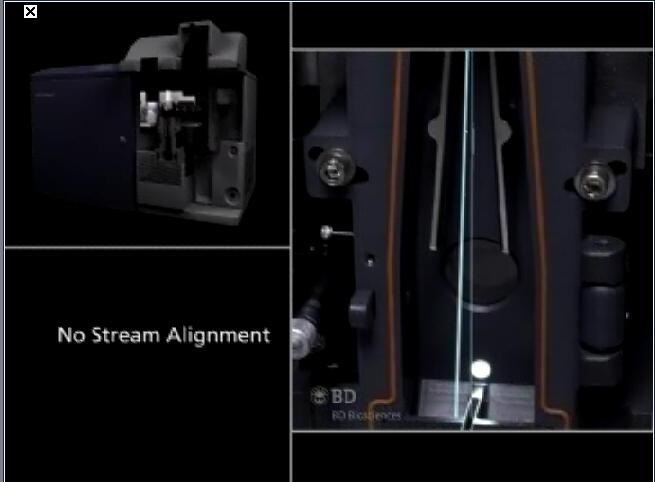 No Stream Alignment
BD
BD Biosciences